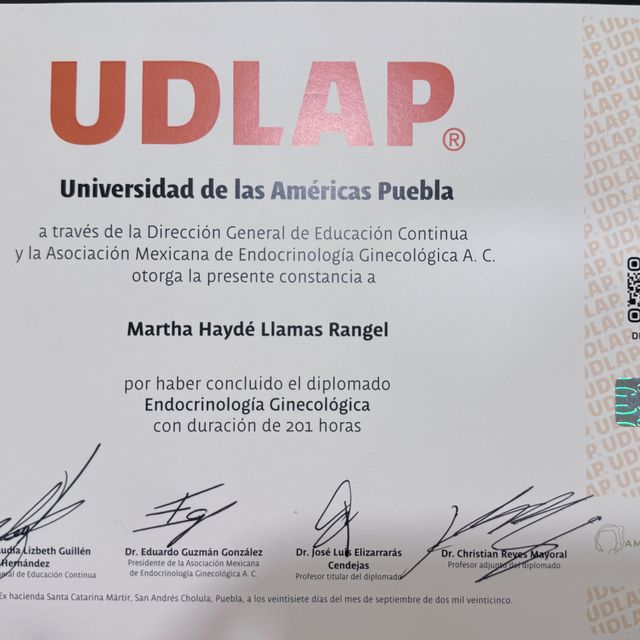 UDLAP®
Universidad de las Américas Puebla
a través de la Dirección General de Educación Continua
y la Asociación Mexicana de Endocrinología Ginecológica A. C.
otorga la presente constancia a
Martha Haydé Llamas Rangel
por haber concluido el diplomado
Endocrinología Ginecológica
con duración de 201 horas
Lizbeth Guillén
Hernández
de Educación Continua
Dr. Eduardo Guzmán González
Presidente de la Asociación Mexicana
de Endocrinología Ginecológica A. C.
Dr. José Luis Elizarrarás
Cendejas
Profesor titular del diplomado
Dr. Christian Reyes Mayoral
Profesor adjunto del diplomado
Ex hacienda Santa Catarina Mártir, San Andrés Cholula, Puebla, a los veintisiete días del mes de septiembre de dos mil veinticinco.